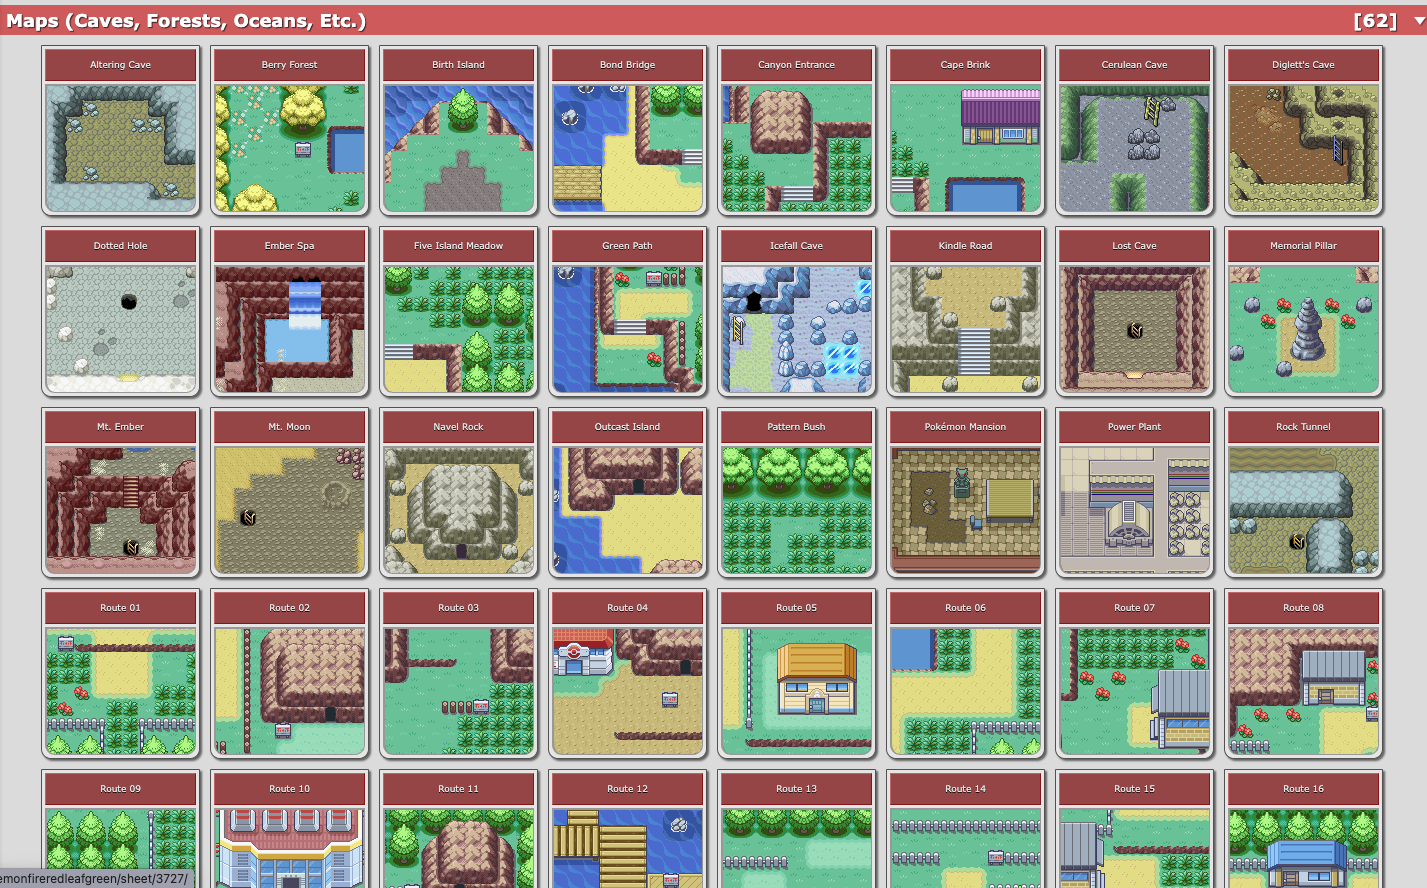 Maps (Caves, Forests, Oceans, Etc.) [62] ▼
Altering Cave
Berry Forest
Birth Island
Bond Bridge
Canyon Entrance
Cape Brink
Cerulean Cave
Diglett's Cave
Dotted Hole
Ember Spa
Five Island Meadow
Green Path
Icefall Cave
Kindle Road
Lost Cave
Memorial Pillar
Mt. Ember
Mt. Moon
Navel Rock
Outcast Island
Pattern Bush
Pokémon Mansion
Power Plant
Rock Tunnel
Route 01
Route 02
Route 03
Route 04
Route 05
Route 06
Route 07
Route 08
Route 09
Route 10
Route 11
Route 12
Route 13
Route 14
Route 15
Route 16
emonfireredleafgreen/sheet/3727/